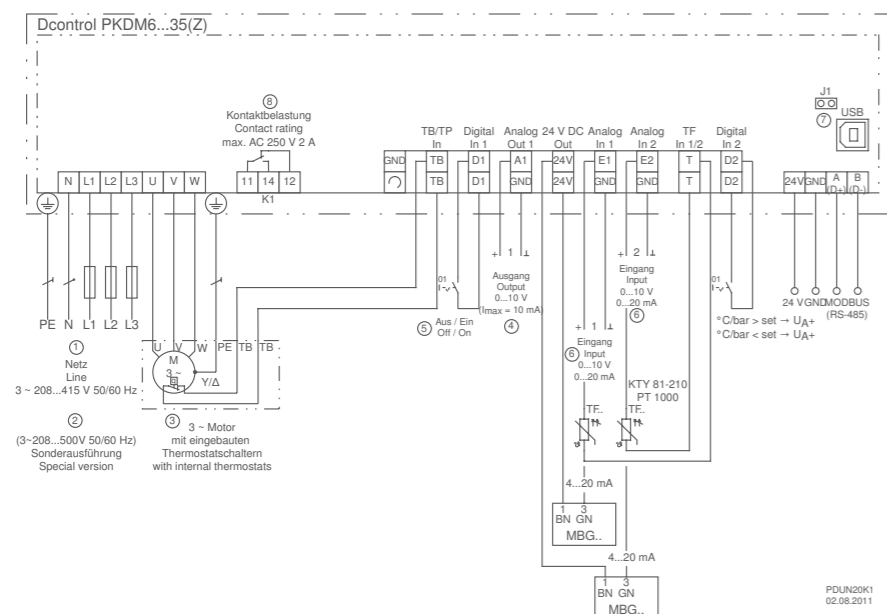 Dcontrol PKDM6...35(Z)
J1
USB
⑦
⑧
Kontaktbelastung
Contact rating
max. AC 250 V 2 A
TB/TP In
Digital In 1
Analog Out 1
24 V DC Out
Analog In 1
Analog In 2
TF In 1/2
Digital In 2
GND TB D1 A1 24V E1 E2 T D2
N L1 L2 L3 U V W
11 14 12
K1
TB D1 GND 24V GND GND T D2
24V GND A (D+) B (D-)
PE N L1 L2 L3
01
⑤ Aus / Ein
Off / On
+ 1 ⊥
Ausgang
Output
0...10 V
(Imax = 10 mA)
④
+ 2 ⊥
Eingang
Input
0...10 V
0...20 mA
⑥
+ 1 ⊥
⑥ Eingang
Input
0...10 V
0...20 mA
01
24 V GND MODBUS
(RS-485)
°C/bar > set → UA+
°C/bar < set → UA+
①
Netz
Line
3 ~ 208...415 V 50/60 Hz
②
(3~208...500V 50/60 Hz)
Sonderausführung
Special version
U V W PE TB TB
M
3 ~
Y/Δ
③ 3 ~ Motor
mit eingebauten
Thermostatschaltern
with internal thermostats
KTY 81-210
PT 1000
TF..
TF..
4...20 mA
1 3
BN GN
MBG..
4...20 mA
1 3
BN GN
MBG..
PDUN20K1
02.08.2011